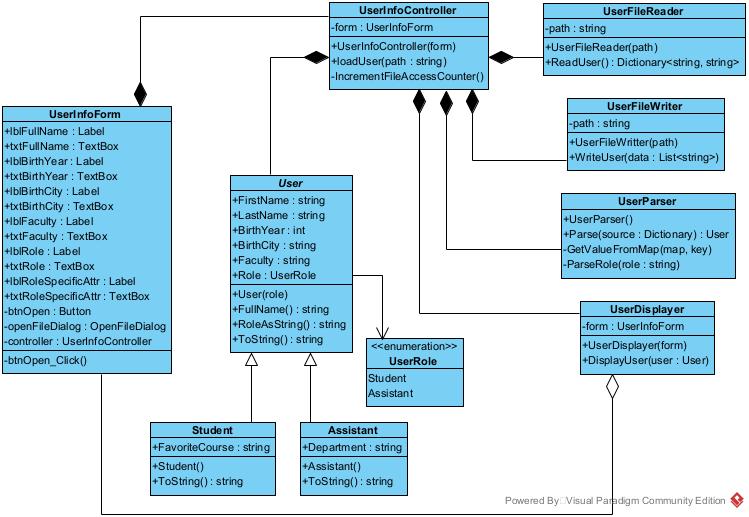 UserInfoController
-form : UserInfoForm
+UserInfoController(form)
+loadUser(path : string)
-IncrementFileAccessCounter()
UserFileReader
-path : string
+UserFileReader(path)
+ReadUser() : Dictionary<string, string>
UserFileWriter
-path : string
+UserFileWritter(path)
+WriteUser(data : List<string>)
UserInfoForm
+lblFullName : Label
+txtFullName : TextBox
+lblBirthYear : Label
+txtBirthYear : TextBox
+lblBirthCity : Label
+txtBirthCity : TextBox
+lblFaculty : Label
+txtFaculty : TextBox
+lblRole : Label
+txtRole : TextBox
+lblRoleSpecificAttr : Label
+txtRoleSpecificAttr : TextBox
-btnOpen : Button
-openFileDialog : OpenFileDialog
-controller : UserInfoController
-btnOpen_Click()
User
+FirstName : string
+LastName : string
+BirthYear : int
+BirthCity : string
+Faculty : string
+Role : UserRole
+User(role)
+FullName() : string
+RoleAsString() : string
+ToString() : string
UserParser
+UserParser()
+Parse(source : Dictionary) : User
-GetValueFromMap(map, key)
-ParseRole(role : string)
UserDisplayer
-form : UserInfoForm
+UserDisplayer(form)
+DisplayUser(user : User)
<<enumeration>>
UserRole
Student
Assistant
Student
+FavoriteCourse : string
+Student()
+ToString() : string
Assistant
+Department : string
+Assistant()
+ToString() : string
Powered By Visual Paradigm Community Edition